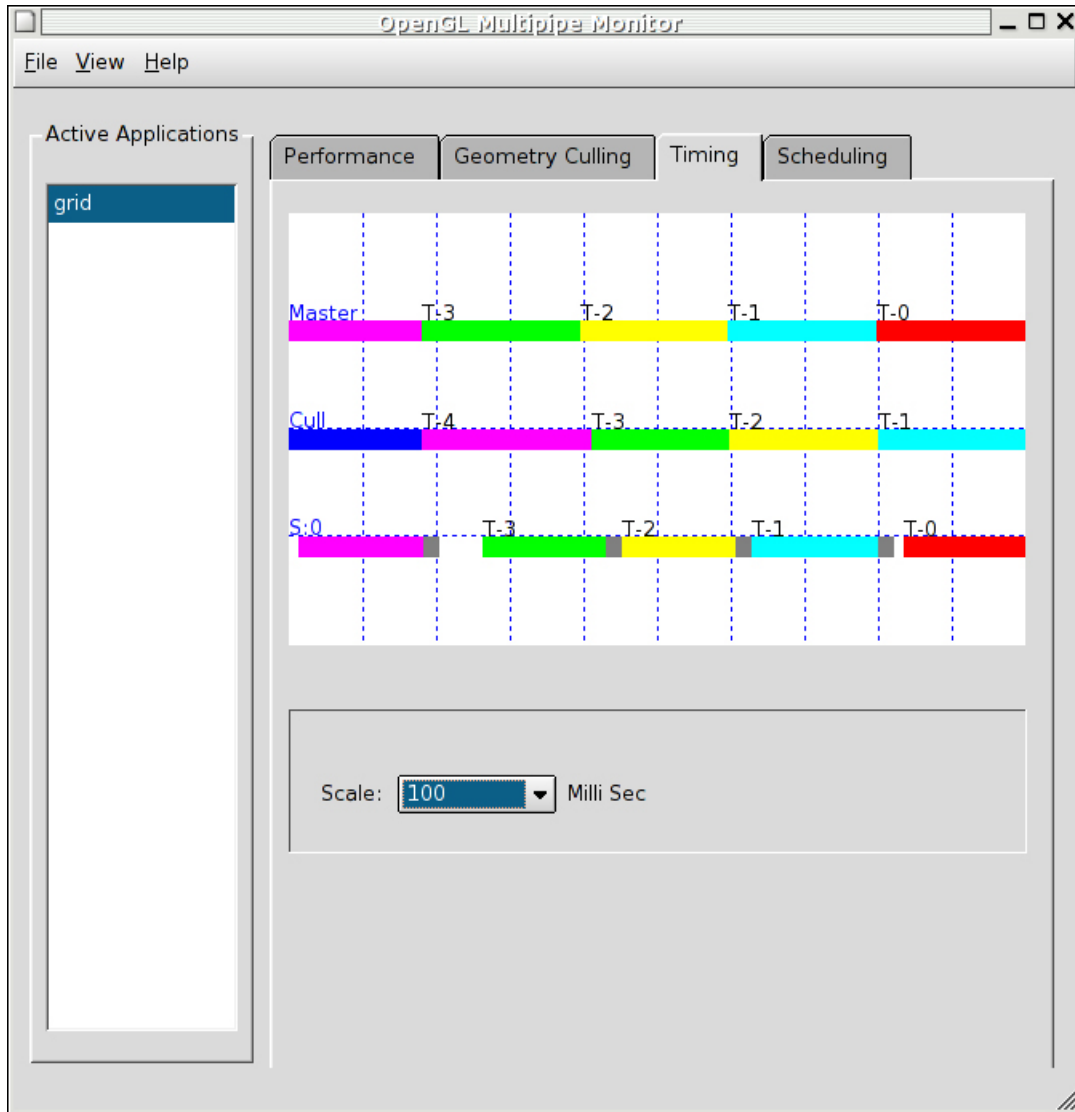 OpenGL Multipipe Monitor
File View Help
Active Applications
grid
Performance Geometry Culling Timing Scheduling
Master T-3 T-2 T-1 T-0
Cull T-4 T-3 T-2 T-1
S:0 T-3 T-2 T-1 T-0
Scale: 100 Milli Sec